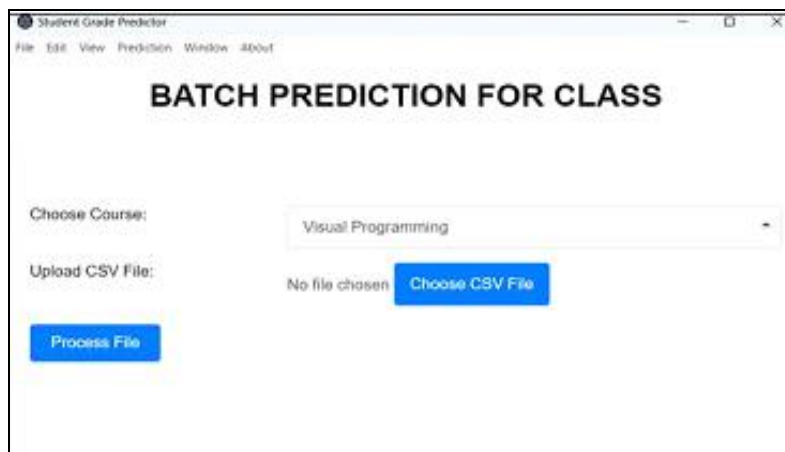 Student Grade Predictor
File Edit View Prediction Window About
BATCH PREDICTION FOR CLASS
Choose Course:
Visual Programming
Upload CSV File:
No file chosen Choose CSV File
Process File